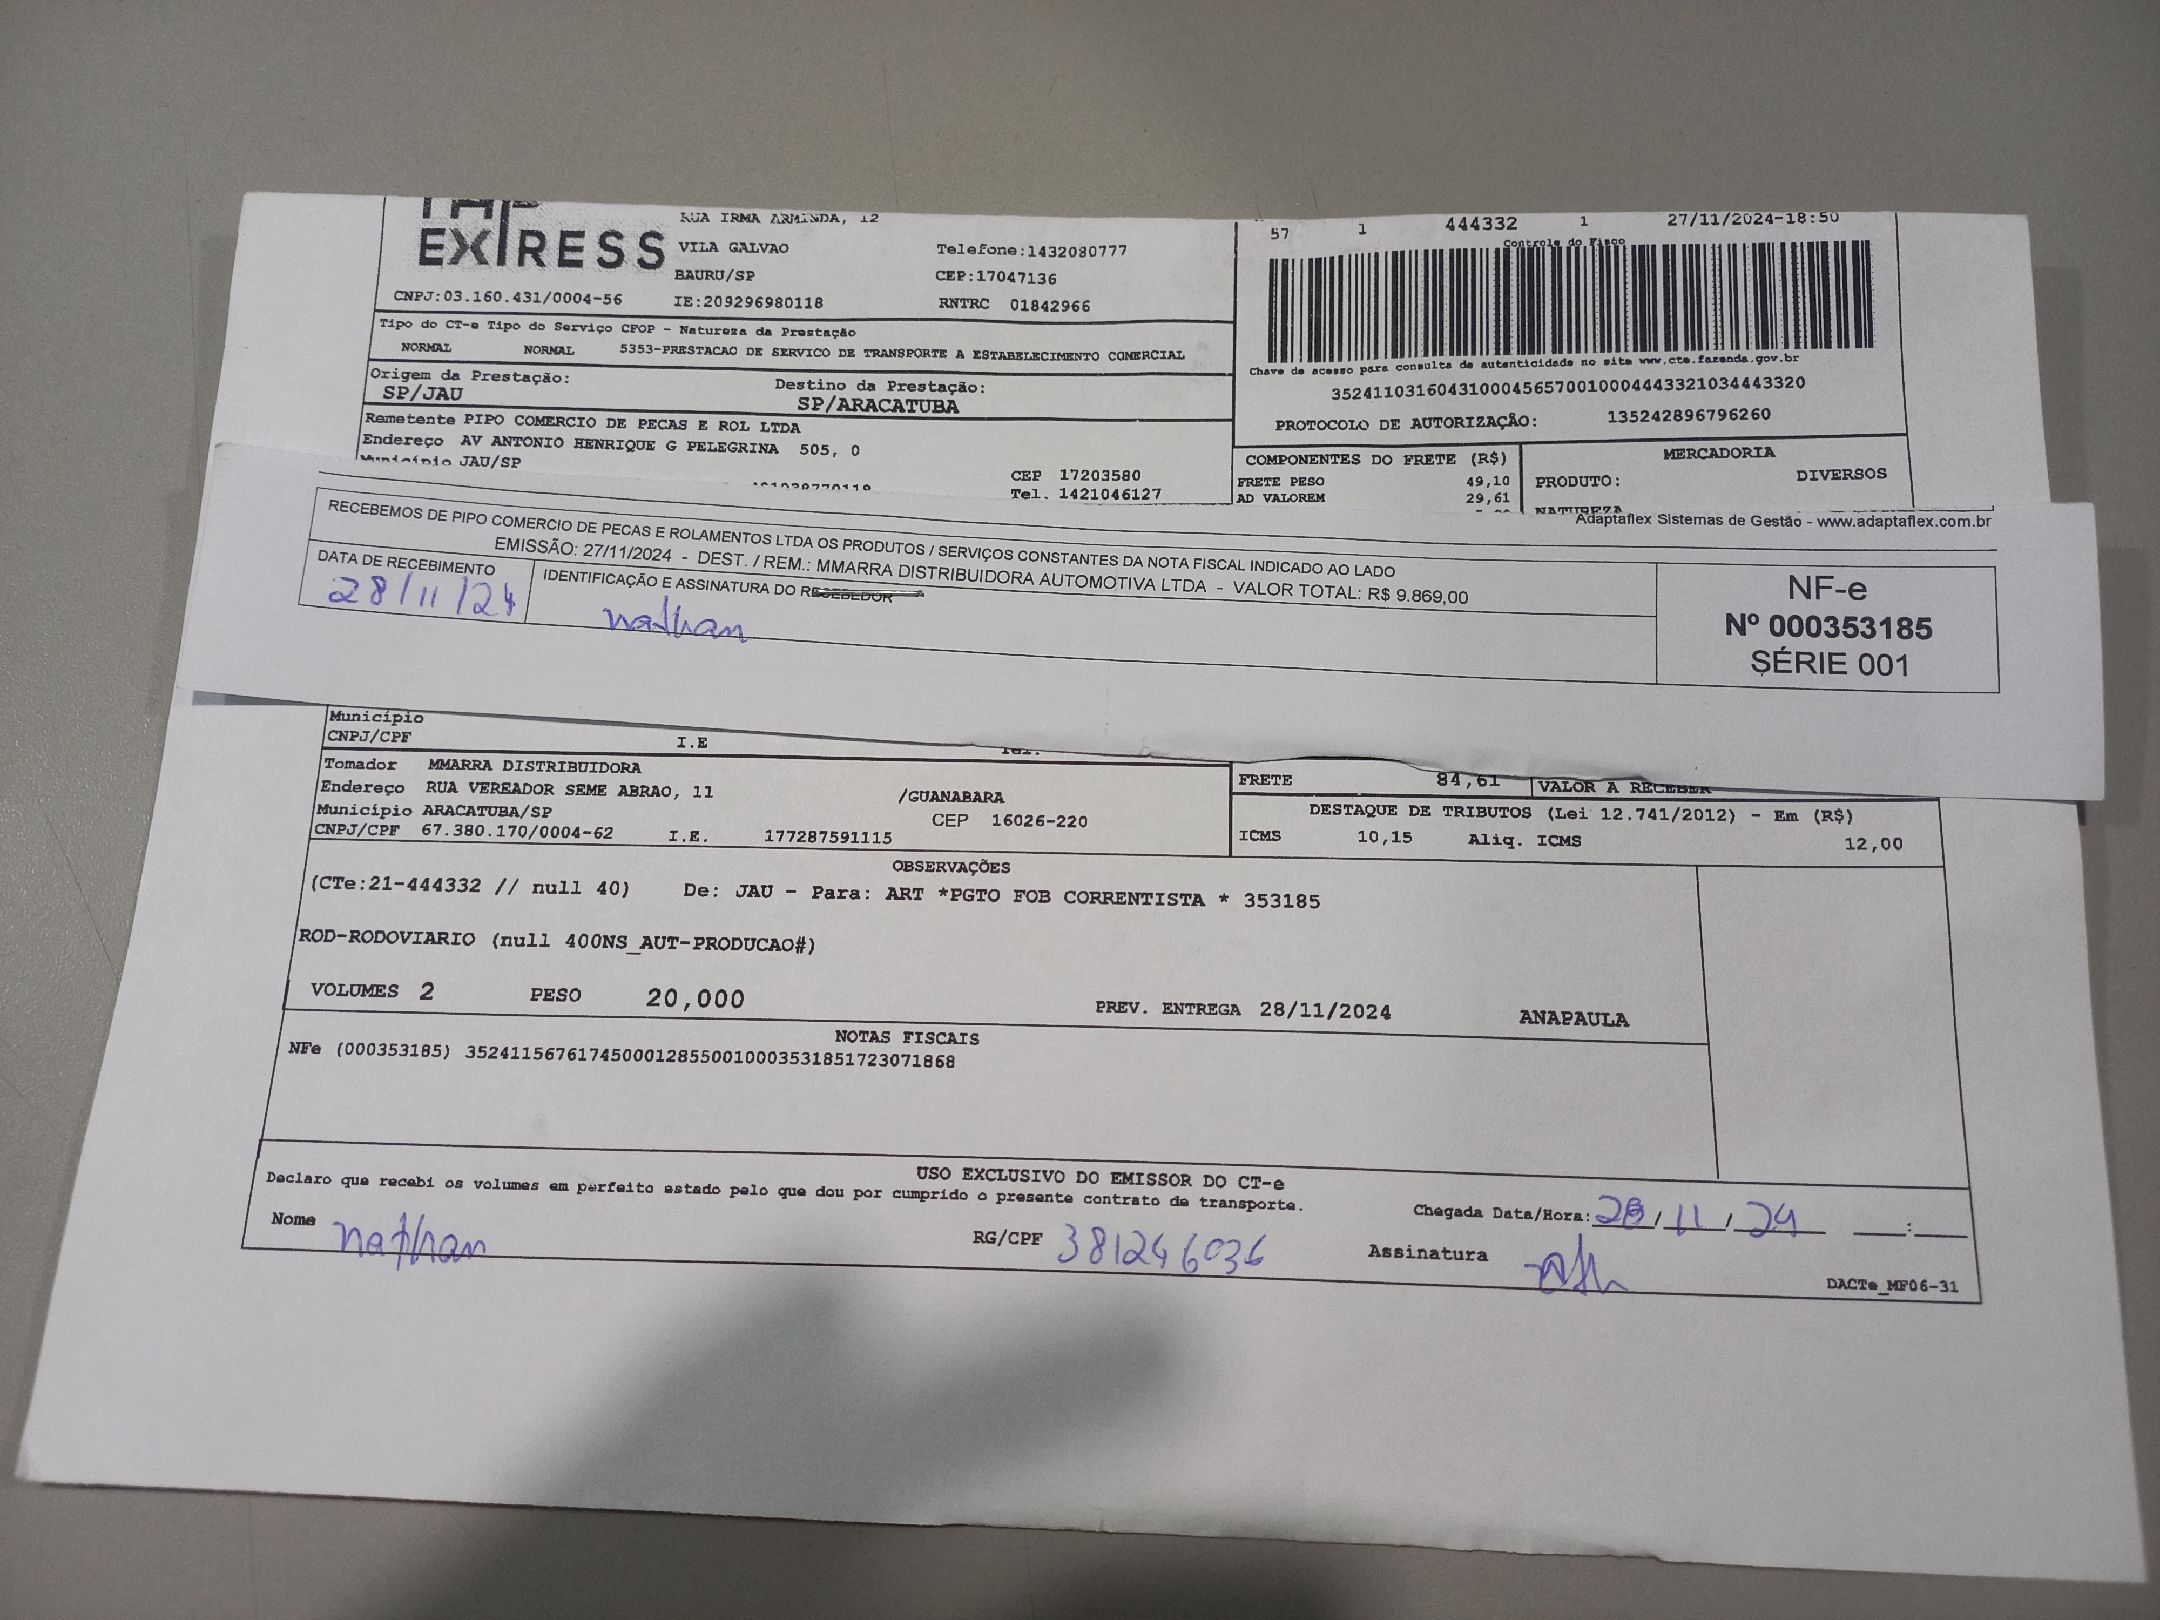 EXPRESS
RUA IRMA ARMINDA, 12
VILA GALVAO
Telefone:1432080777
BAURU/SP
CEP:17047136
CNPJ:03.160.431/0004-56
IE:209296980118
RNTRC 01842966
57 1 444332 1 27/11/2024-18:50
Controle do Fisco
Tipo do CT-e Tipo do Serviço CFOP - Natureza da Prestação
NORMAL NORMAL 5353-PRESTACAO DE SERVICO DE TRANSPORTE A ESTABELECIMENTO COMERCIAL
Chave de acesso para consulta de autenticidade no site www.cte.fazenda.gov.br
35241103160431000456570010004443321034443320
Origem da Prestação:
SP/JAU
Destino da Prestação:
SP/ARACATUBA
PROTOCOLO DE AUTORIZAÇÃO: 135242896796260
Remetente PIPO COMERCIO DE PECAS E ROL LTDA
Endereço AV ANTONIO HENRIQUE G PELEGRINA 505, 0
Município JAU/SP
CEP 17203580
Tel. 1421046127
COMPONENTES DO FRETE (R$)
FRETE PESO 49,10
AD VALOREM 29,61
MERCADORIA
PRODUTO: DIVERSOS
NATUREZA
Adaptaflex Sistemas de Gestão - www.adaptaflex.com.br
RECEBEMOS DE PIPO COMERCIO DE PECAS E ROLAMENTOS LTDA OS PRODUTOS / SERVIÇOS CONSTANTES DA NOTA FISCAL INDICADO AO LADO
EMISSÃO: 27/11/2024 - DEST. / REM.: MMARRA DISTRIBUIDORA AUTOMOTIVA LTDA - VALOR TOTAL: R$ 9.869,00
DATA DE RECEBIMENTO
28/11/24
IDENTIFICAÇÃO E ASSINATURA DO RECEBEDOR
nathan
NF-e
Nº 000353185
SÉRIE 001
Município
CNPJ/CPF I.E Tel.
Tomador MMARRA DISTRIBUIDORA
Endereço RUA VEREADOR SEME ABRAO, 11 /GUANABARA
Município ARACATUBA/SP CEP 16026-220
CNPJ/CPF 67.380.170/0004-62 I.E. 177287591115
FRETE 84,61 VALOR A RECEBER
DESTAQUE DE TRIBUTOS (Lei 12.741/2012) - Em (R$)
ICMS 10,15 Aliq. ICMS 12,00
OBSERVAÇÕES
(CTe:21-444332 // null 40) De: JAU - Para: ART *PGTO FOB CORRENTISTA * 353185
ROD-RODOVIARIO (null 400NS_AUT-PRODUCAO#)
VOLUMES 2 PESO 20,000 PREV. ENTREGA 28/11/2024 ANAPAULA
NOTAS FISCAIS
NFe (000353185) 35241156761745000128550010003531851723071868
USO EXCLUSIVO DO EMISSOR DO CT-e
Declaro que recebi os volumes em perfeito estado pelo que dou por cumprido o presente contrato de transporte.
Chegada Data/Hora: 28/11/24 ____:____
Nome nathan RG/CPF 381246036 Assinatura
DACTe_MF06-31